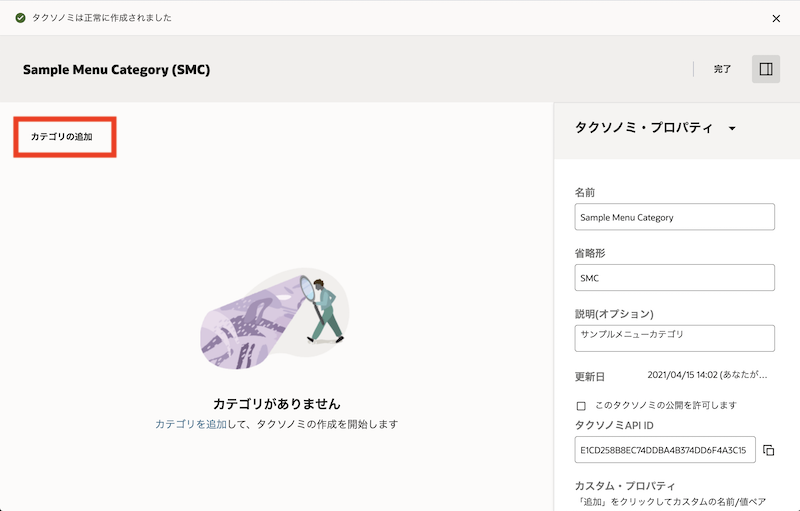 タクソノミは正常に作成されました
Sample Menu Category (SMC)
完了
カテゴリの追加
タクソノミ・プロパティ
名前
Sample Menu Category
省略形
SMC
説明(オプション)
サンプルメニューカテゴリ
更新日 2021/04/15 14:02 (あなたが...
このタクソノミの公開を許可します
タクソノミAPI ID
E1CD258B8EC74DDBA4B374DD6F4A3C15
カスタム・プロパティ
「追加」をクリックしてカスタムの名前/値ペア
カテゴリがありません
カテゴリを追加して、タクソノミの作成を開始します